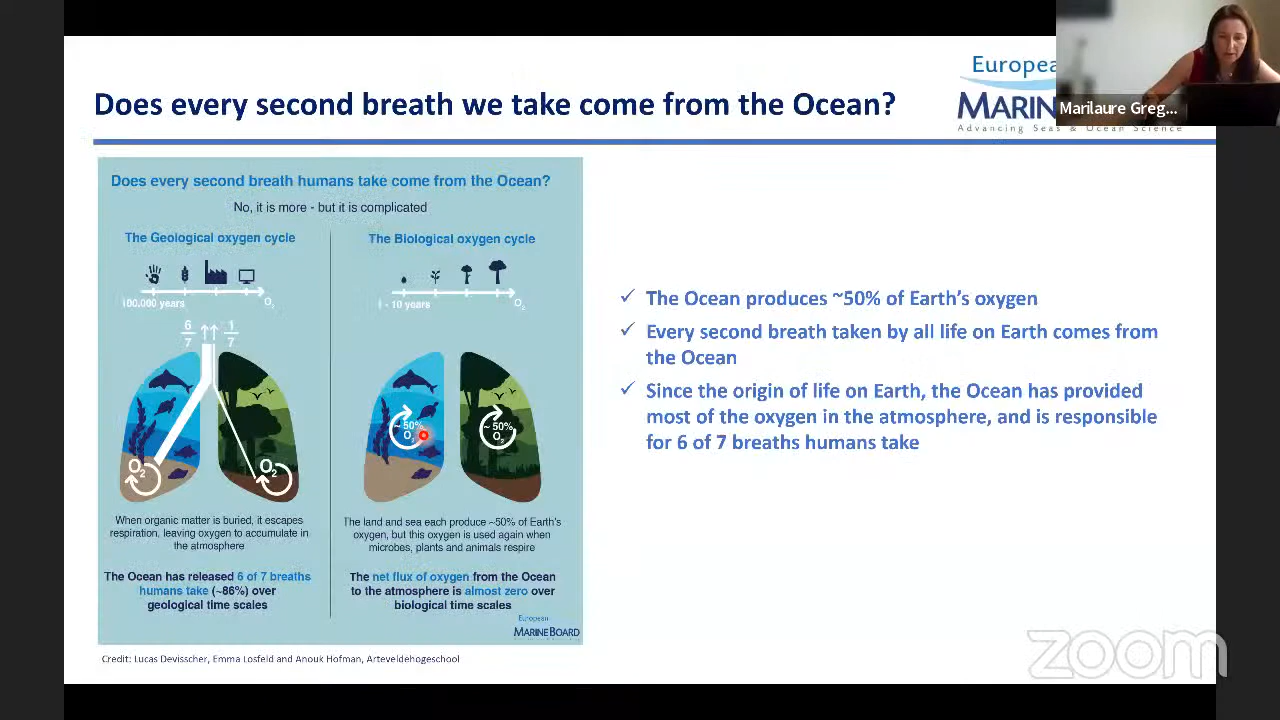 Does every second breath we take come from the Ocean?
Europea
MARIN
Advancing Seas & Ocean Science
Marilaure Greg...
Does every second breath humans take come from the Ocean?
No, it is more - but it is complicated
The Geological oxygen cycle
100.000 years
O2
6/7
1/7
O2
O2
When organic matter is buried, it escapes
respiration, leaving oxygen to accumulate in
the atmosphere
The Ocean has released 6 of 7 breaths
humans take (~86%) over
geological time scales
The Biological oxygen cycle
1 - 10 years
O2
~ 50%
O2
~ 50%
O2
The land and sea each produce ~50% of Earth's
oxygen, but this oxygen is used again when
microbes, plants and animals respire
The net flux of oxygen from the Ocean
to the atmosphere is almost zero over
biological time scales
European
MARINE BOARD
✓ The Ocean produces ~50% of Earth's oxygen
✓ Every second breath taken by all life on Earth comes from
the Ocean
✓ Since the origin of life on Earth, the Ocean has provided
most of the oxygen in the atmosphere, and is responsible
for 6 of 7 breaths humans take
Credit: Lucas Devisscher, Emma Losfeld and Anouk Hofman, Arteveldehogeschool
zoom